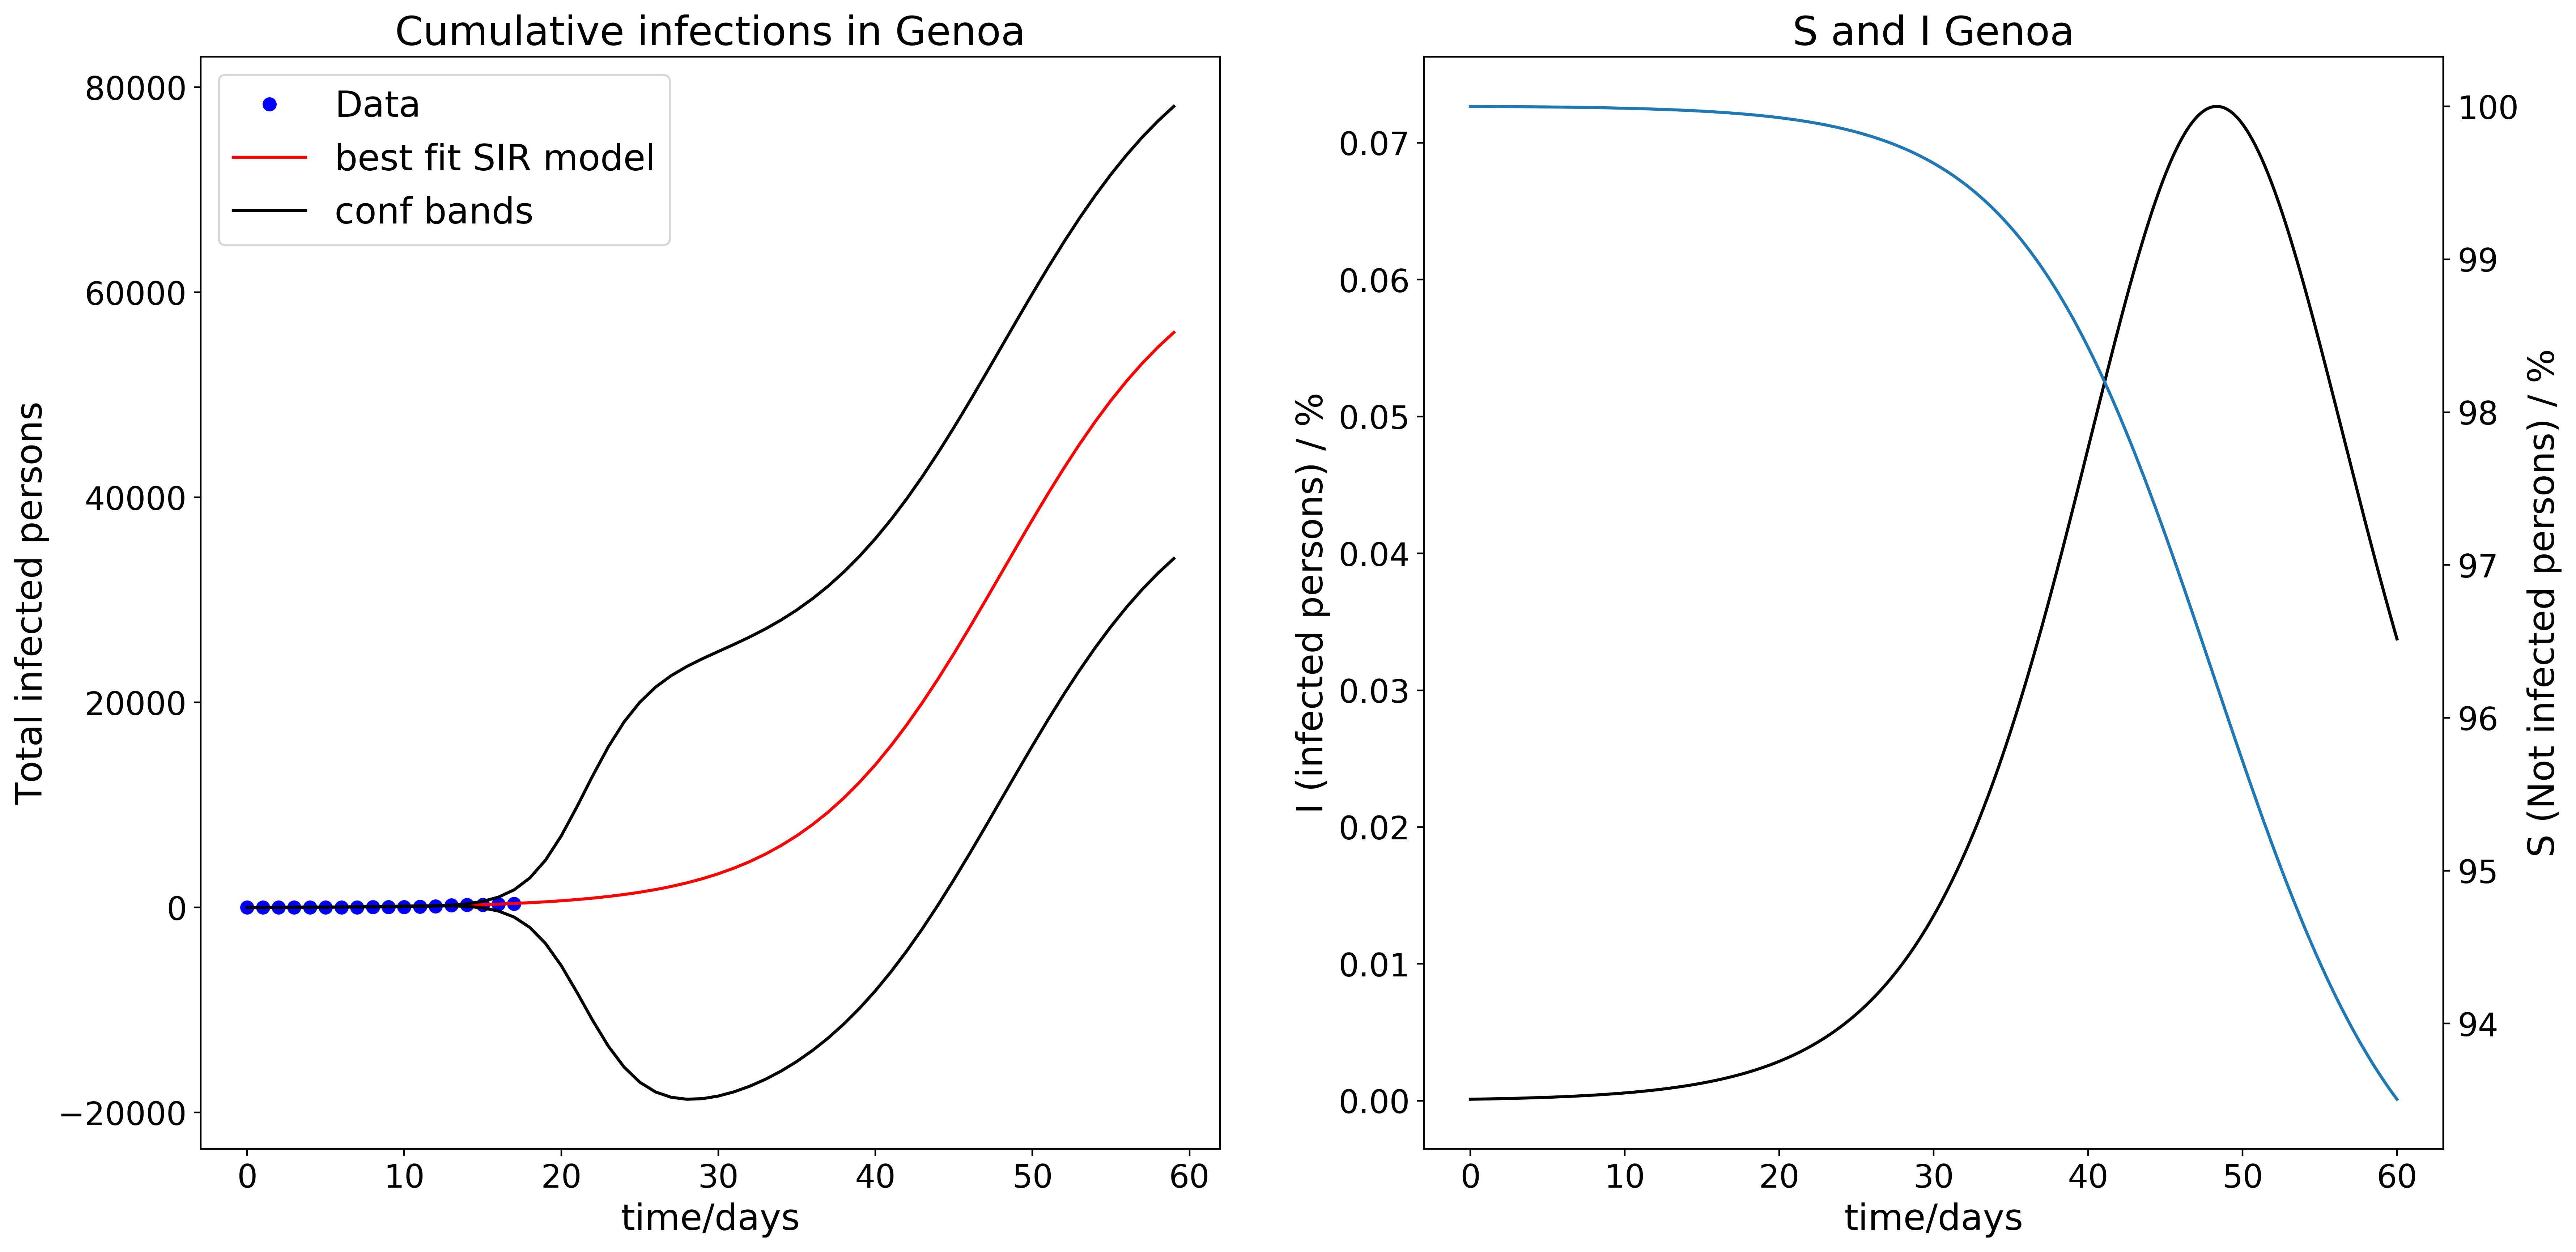 Cumulative infections in Genoa
80000
60000
40000
20000
0
−20000
Total infected persons
Data
best fit SIR model
conf bands
0 10 20 30 40 50 60
time/days
S and I Genoa
0.07
0.06
0.05
0.04
0.03
0.02
0.01
0.00
I (infected persons) / %
100
99
98
97
96
95
94
S (Not infected persons) / %
0 10 20 30 40 50 60
time/days